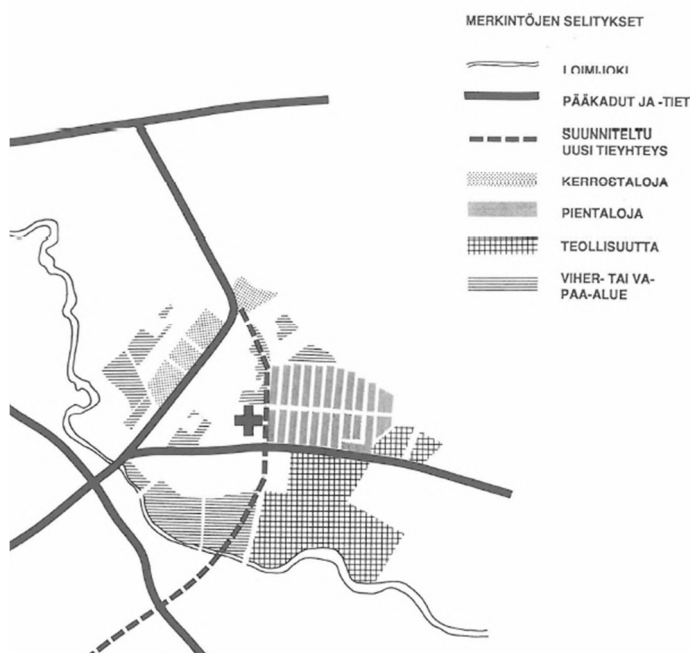 MERKINTÖJEN SELITYKSET
LOIMIJOKI
PÄÄKADUT JA -TIET
SUUNNITELTU
UUSI TIEYHTEYS
KERROSTALOJA
PIENTALOJA
TEOLLISUUTTA
VIHER- TAI VA-
PAA-ALUE